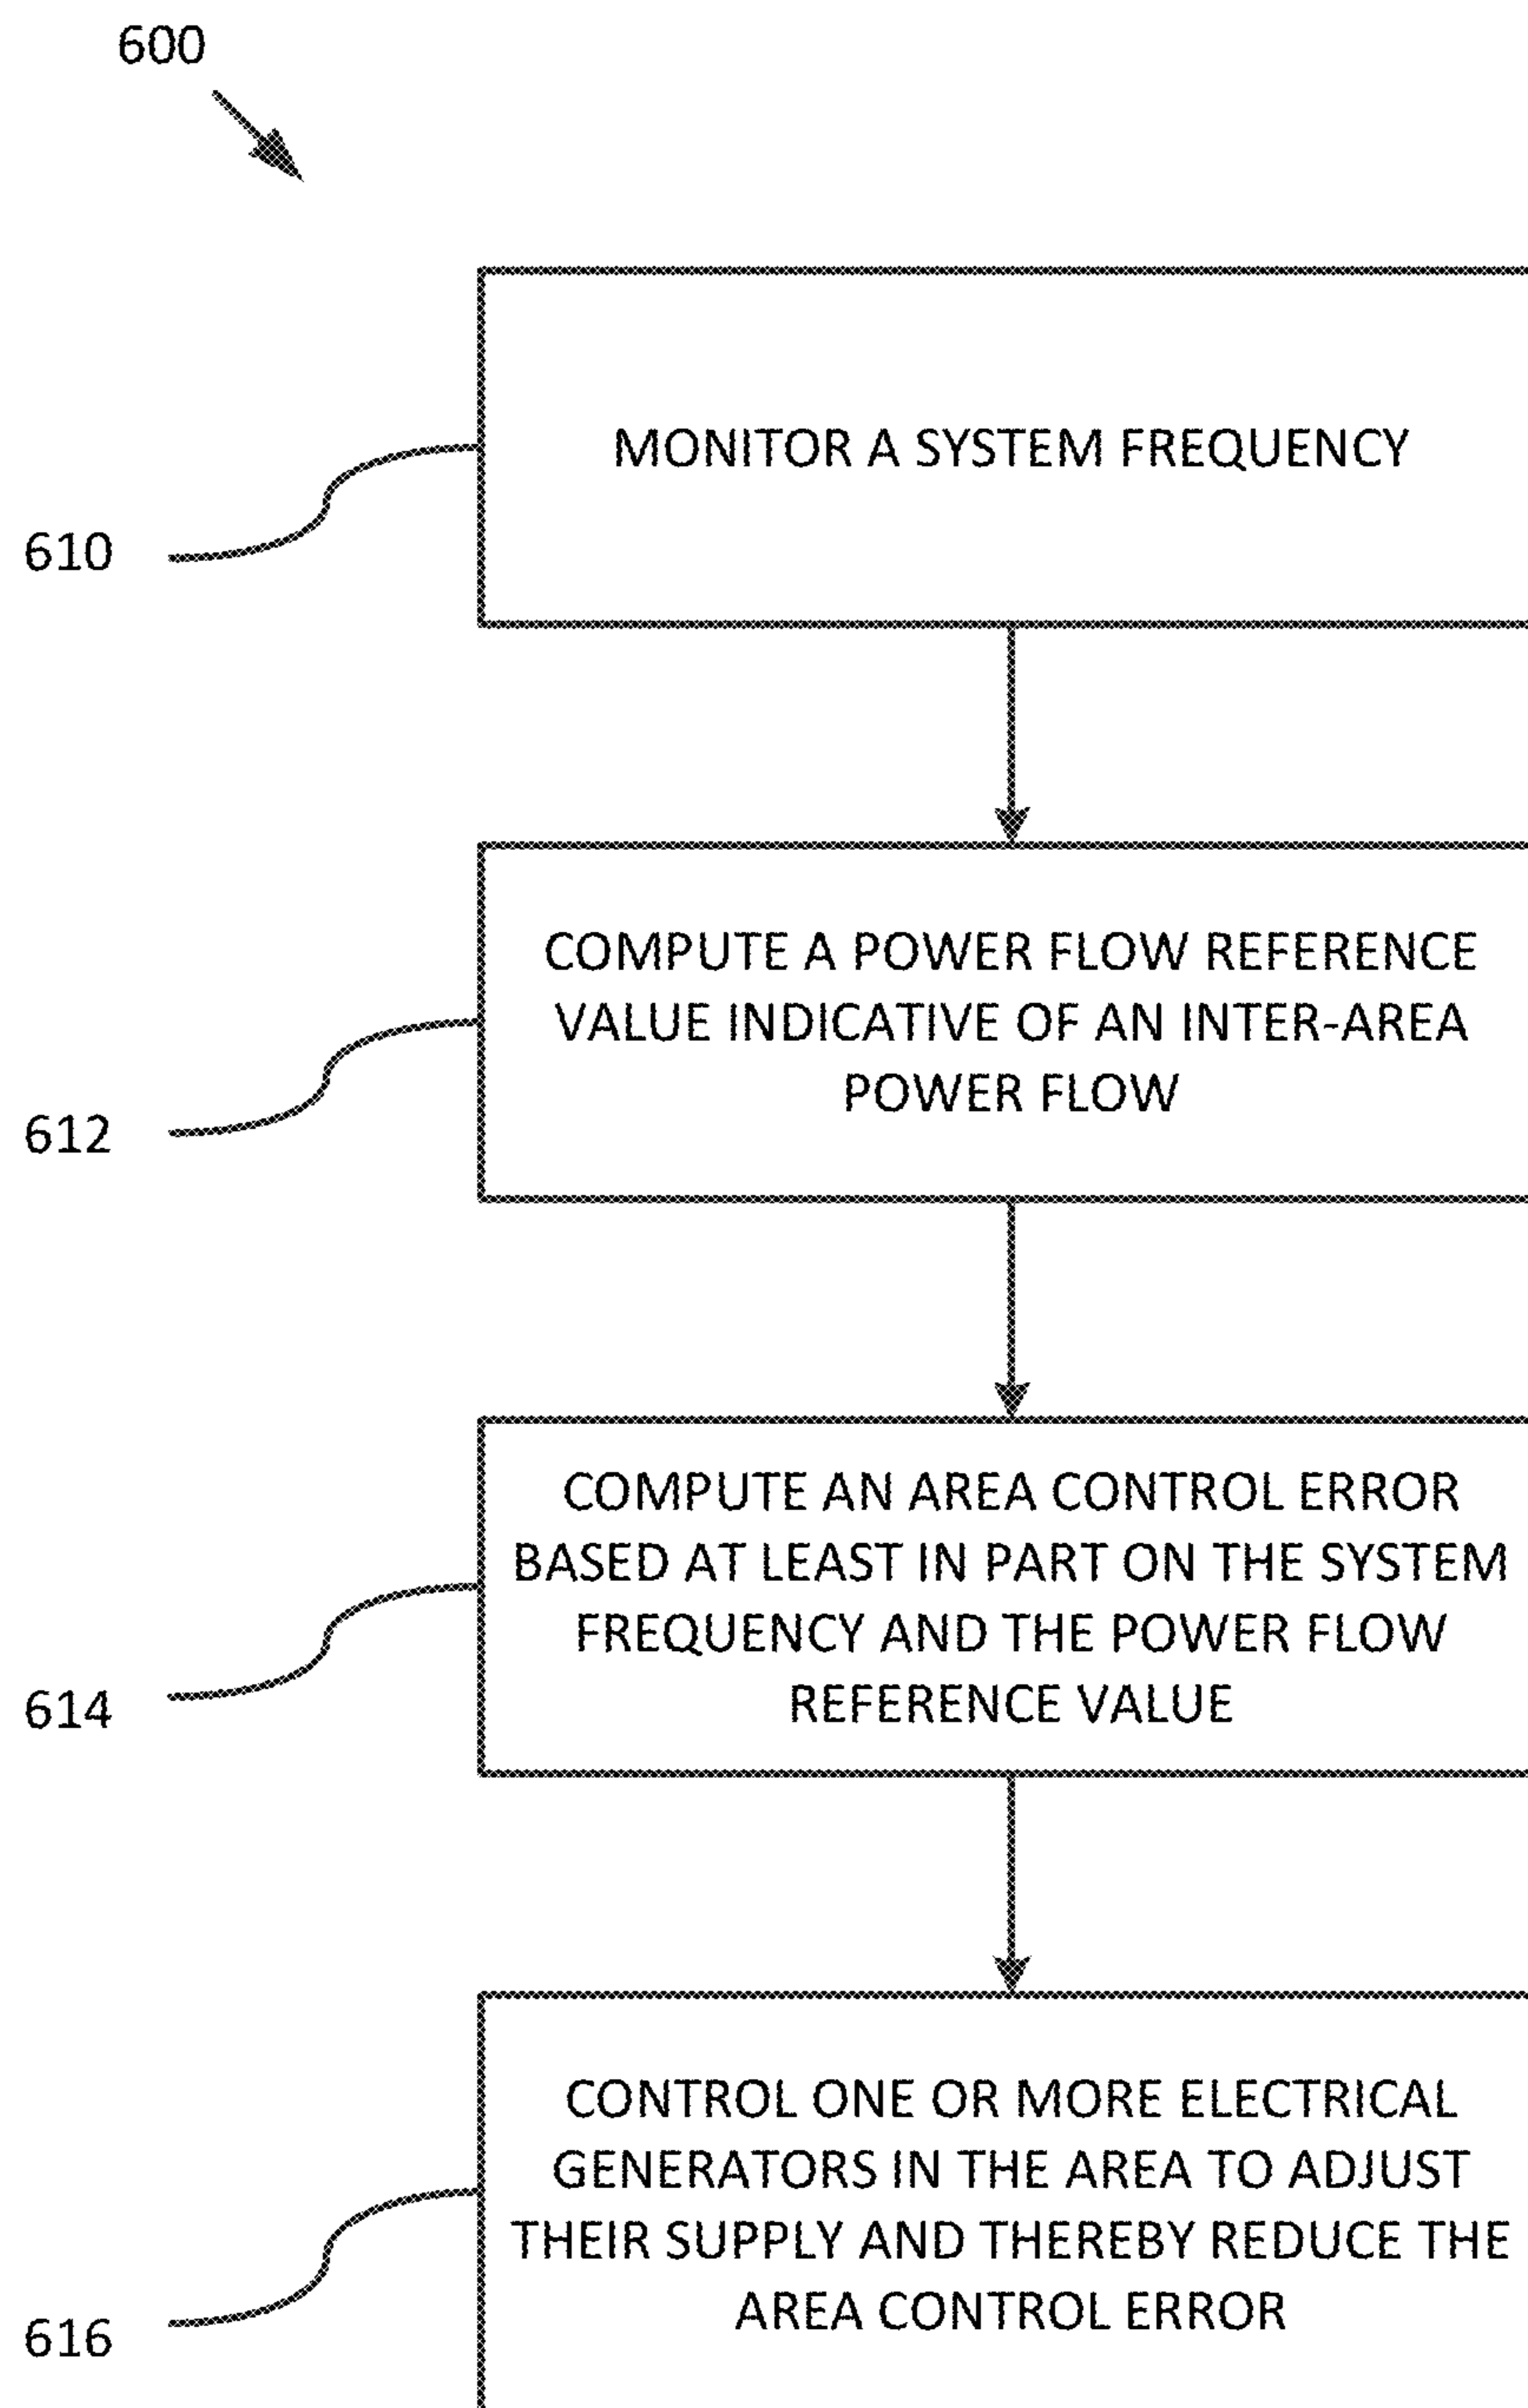 600
MONITOR A SYSTEM FREQUENCY
610
COMPUTE A POWER FLOW REFERENCE
VALUE INDICATIVE OF AN INTER-AREA
POWER FLOW
612
COMPUTE AN AREA CONTROL ERROR
BASED AT LEAST IN PART ON THE SYSTEM
FREQUENCY AND THE POWER FLOW
REFERENCE VALUE
614
CONTROL ONE OR MORE ELECTRICAL
GENERATORS IN THE AREA TO ADJUST
THEIR SUPPLY AND THEREBY REDUCE THE
AREA CONTROL ERROR
616